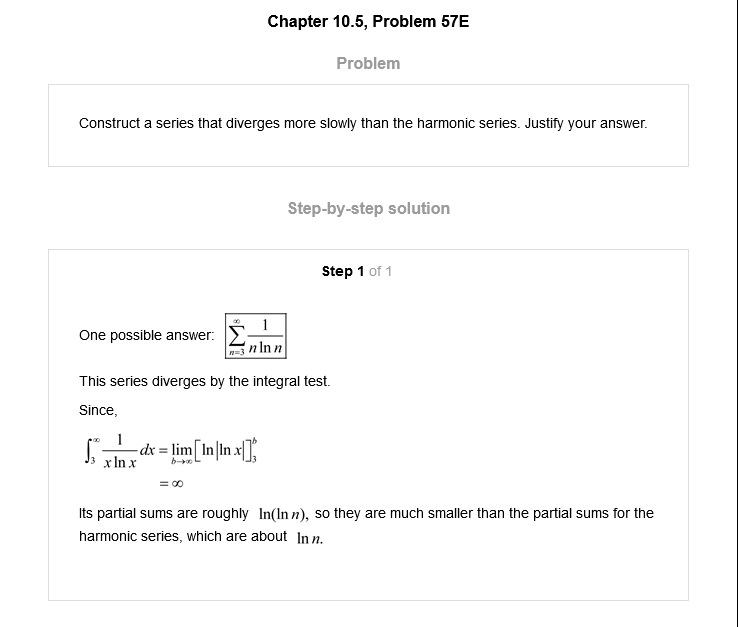 Chapter 10.5, Problem 57E
Problem
Construct a series that diverges more slowly than the harmonic series. Justify your answer.
Step-by-step solution
Step 1 of 1
One possible answer: $\sum_{n=3}^{\infty} \frac{1}{n \ln n}$
This series diverges by the integral test.
Since,
$\int_{3}^{\infty} \frac{1}{x \ln x} dx = \lim_{b \to \infty} [\ln |\ln x|]_{3}^{b}$
$= \infty$
Its partial sums are roughly ln(ln n), so they are much smaller than the partial sums for the
harmonic series, which are about ln n.